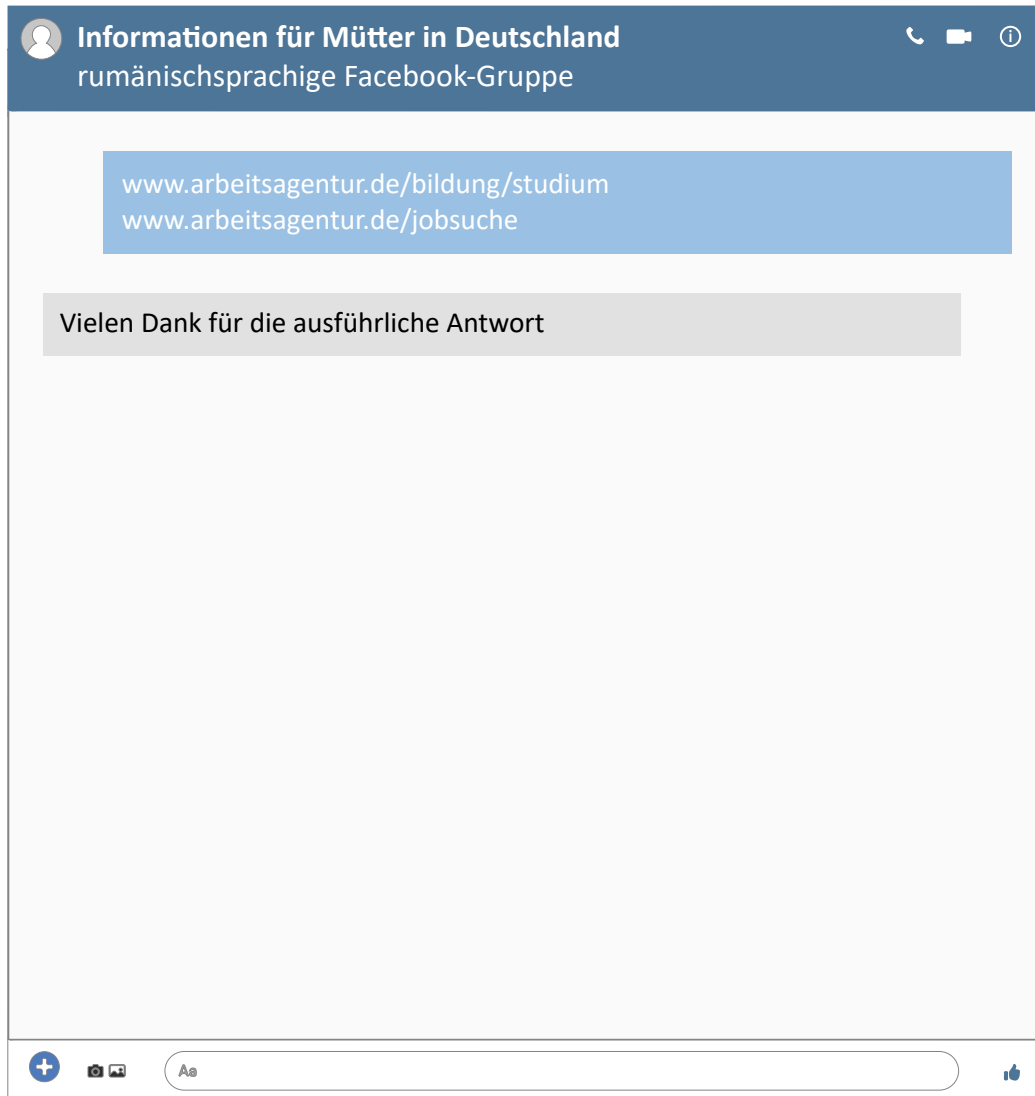 Informationen für Mütter in Deutschland
rumänischsprachige Facebook-Gruppe
www.arbeitsagentur.de/bildung/studium
www.arbeitsagentur.de/jobsuche
Vielen Dank für die ausführliche Antwort
Aa